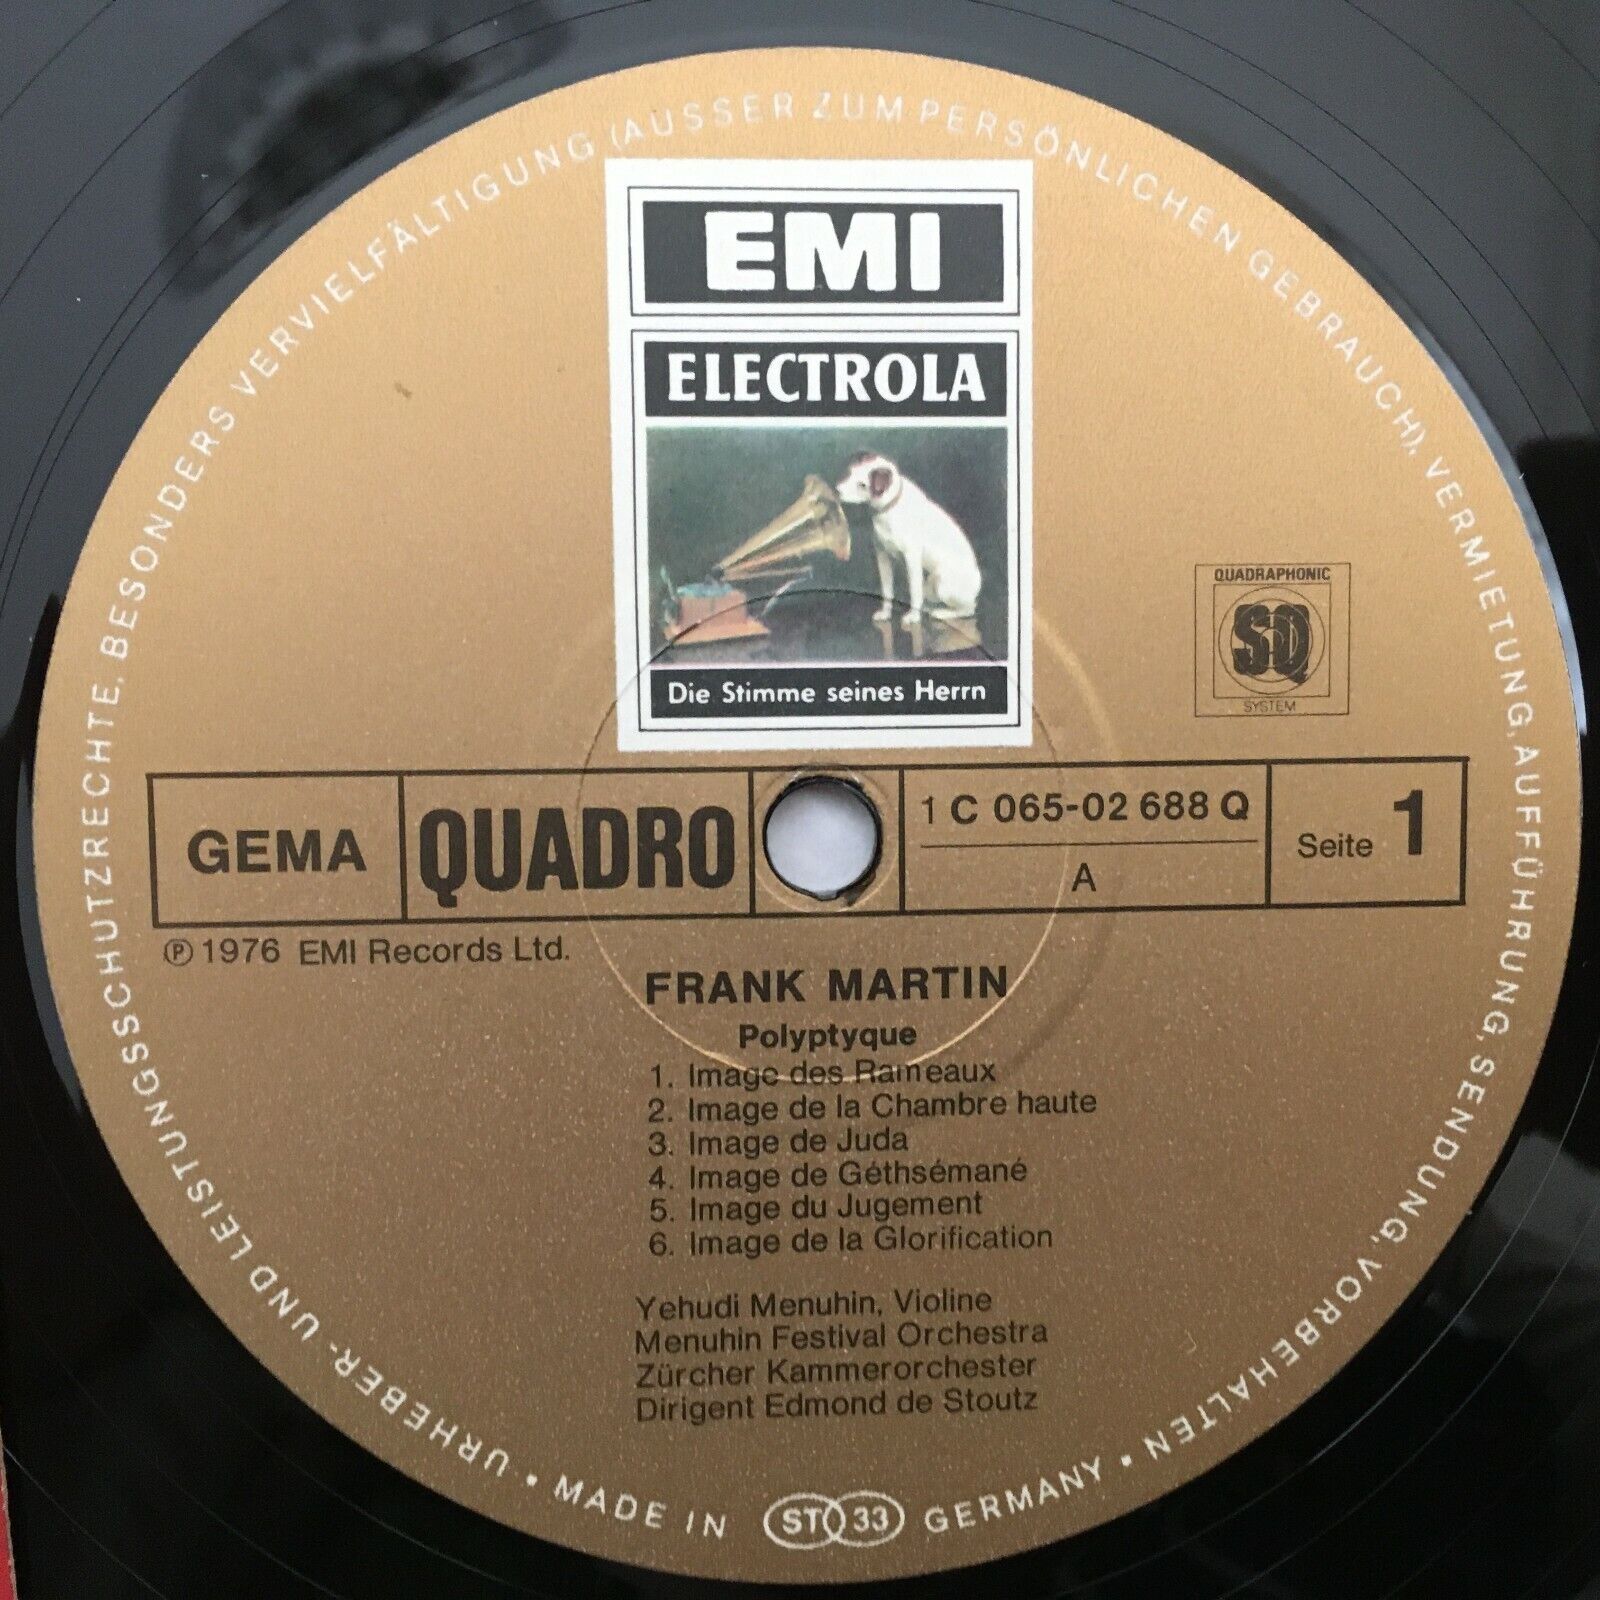 URHEBER- UND LEISTUNGSSCHUTZRECHTE, BESONDERS VERVIELFÄLTIGUNG (AUSSER ZUM PERSÖNLICHEN GEBRAUCH), VERMIETUNG, AUFFÜHRUNG, SENDUNG, VORBEHALTEN •
EMI
ELECTROLA
Die Stimme seines Herrn
QUADRAPHONIC
SQ
SYSTEM
GEMA
QUADRO
1 C 065-02 688 Q
A
Seite 1
℗ 1976 EMI Records Ltd.
FRANK MARTIN
Polyptyque
1. Image des Rameaux
2. Image de la Chambre haute
3. Image de Juda
4. Image de Géthsémané
5. Image du Jugement
6. Image de la Glorification
Yehudi Menuhin, Violine
Menuhin Festival Orchestra
Zürcher Kammerorchester
Dirigent Edmond de Stoutz
• MADE IN ST 33 GERMANY